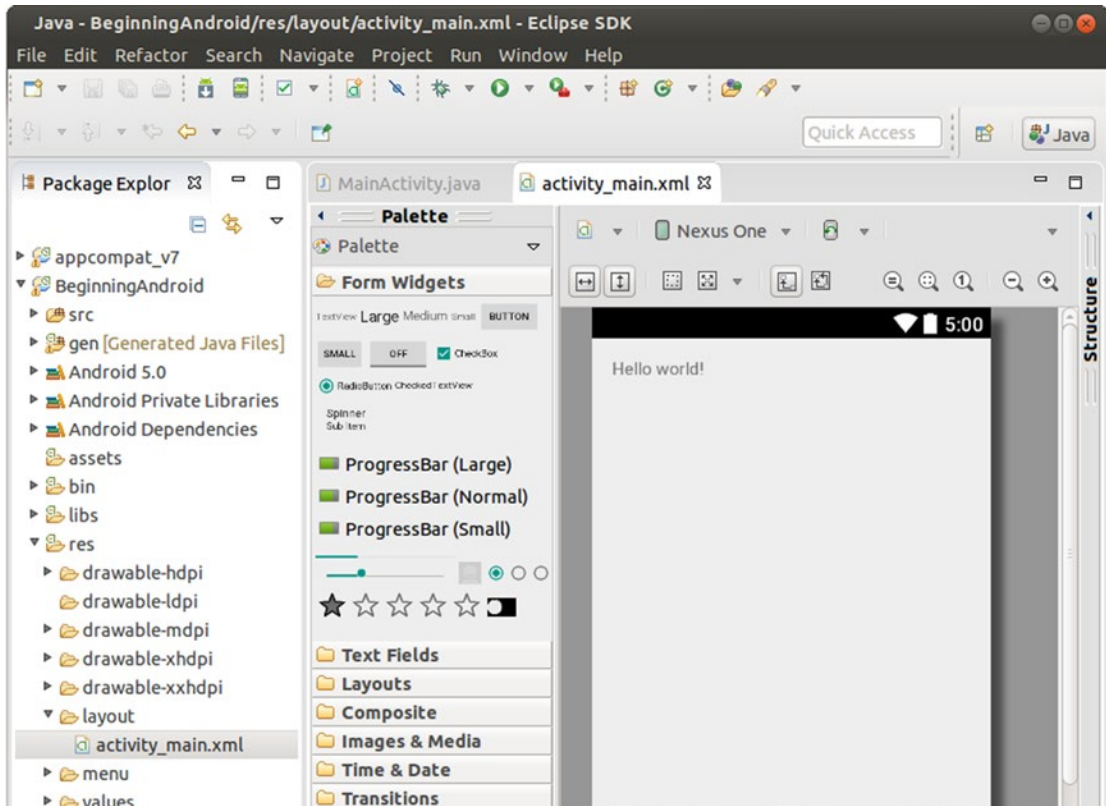 Java - BeginningAndroid/res/layout/activity_main.xml - Eclipse SDK
File Edit Refactor Search Navigate Project Run Window Help
Quick Access
Java
Package Explor
appcompat_v7
BeginningAndroid
src
gen [Generated Java Files]
Android 5.0
Android Private Libraries
Android Dependencies
assets
bin
libs
res
drawable-hdpi
drawable-ldpi
drawable-mdpi
drawable-xhdpi
drawable-xxhdpi
layout
activity_main.xml
menu
values
MainActivity.java
activity_main.xml
Palette
Palette
Form Widgets
TextView Large Medium Small BUTTON
SMALL OFF CheckBox
RadioButton CheckedTextView
Spinner
Sub Item
ProgressBar (Large)
ProgressBar (Normal)
ProgressBar (Small)
Text Fields
Layouts
Composite
Images & Media
Time & Date
Transitions
Nexus One
1
5:00
Hello world!
Structure